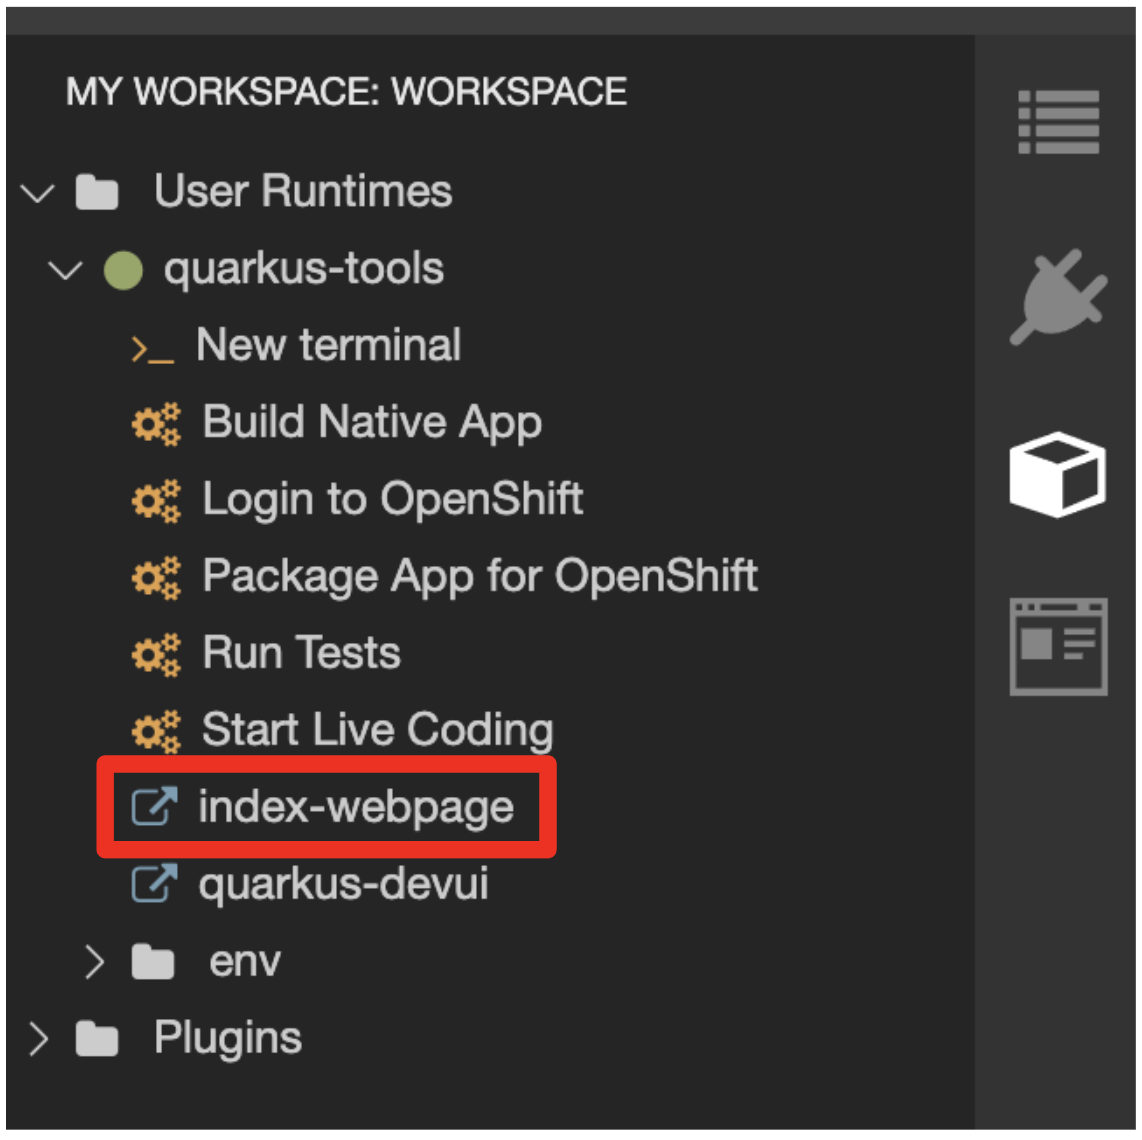 MY WORKSPACE: WORKSPACE
User Runtimes
quarkus-tools
New terminal
Build Native App
Login to OpenShift
Package App for OpenShift
Run Tests
Start Live Coding
index-webpage
quarkus-devui
env
Plugins